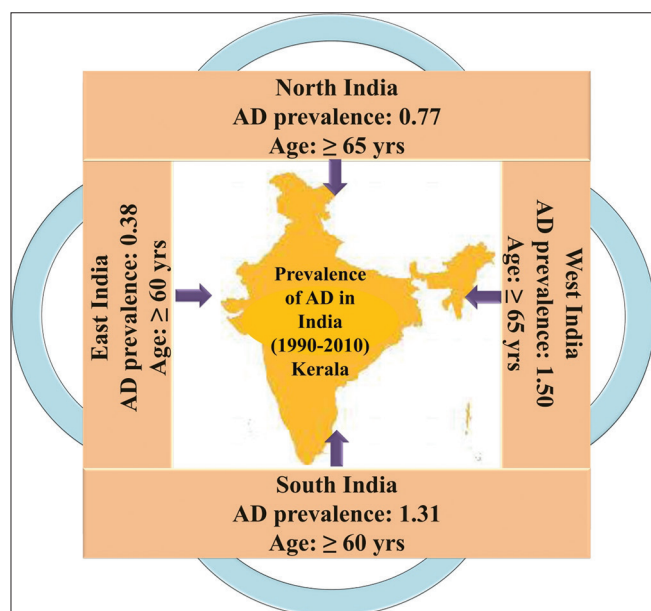 North India
AD prevalence: 0.77
Age: ≥ 65 yrs
East India
AD prevalence: 0.38
Age: ≥ 60 yrs
Prevalence
of AD in
India
(1990-2010)
Kerala
West India
AD prevalence: 1.50
Age: ≥ 65 yrs
South India
AD prevalence: 1.31
Age: ≥ 60 yrs